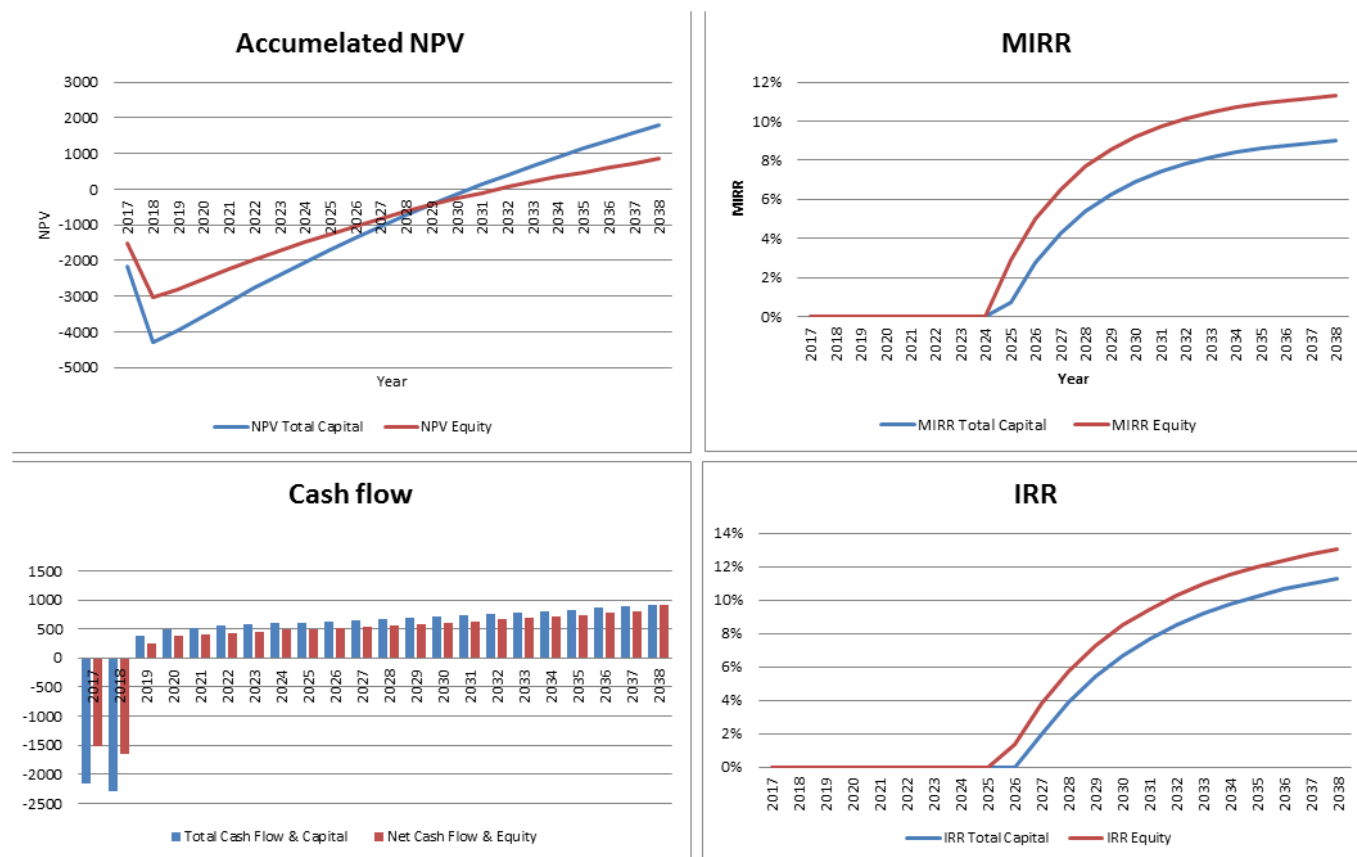 Accumelated NPV
3000
2000
1000
0
-1000
-2000
-3000
-4000
-5000
NPV
2017 2018 2019 2020 2021 2022 2023 2024 2025 2026 2027 2028 2029 2030 2031 2032 2033 2034 2035 2036 2037 2038
Year
NPV Total Capital NPV Equity
MIRR
12%
10%
8%
6%
4%
2%
0%
MIRR
2017 2018 2019 2020 2021 2022 2023 2024 2025 2026 2027 2028 2029 2030 2031 2032 2033 2034 2035 2036 2037 2038
Year
MIRR Total Capital MIRR Equity
Cash flow
1500
1000
500
0
-500
-1000
-1500
-2000
-2500
2017 2018 2019 2020 2021 2022 2023 2024 2025 2026 2027 2028 2029 2030 2031 2032 2033 2034 2035 2036 2037 2038
Total Cash Flow & Capital Net Cash Flow & Equity
IRR
14%
12%
10%
8%
6%
4%
2%
0%
2017 2018 2019 2020 2021 2022 2023 2024 2025 2026 2027 2028 2029 2030 2031 2032 2033 2034 2035 2036 2037 2038
IRR Total Capital IRR Equity